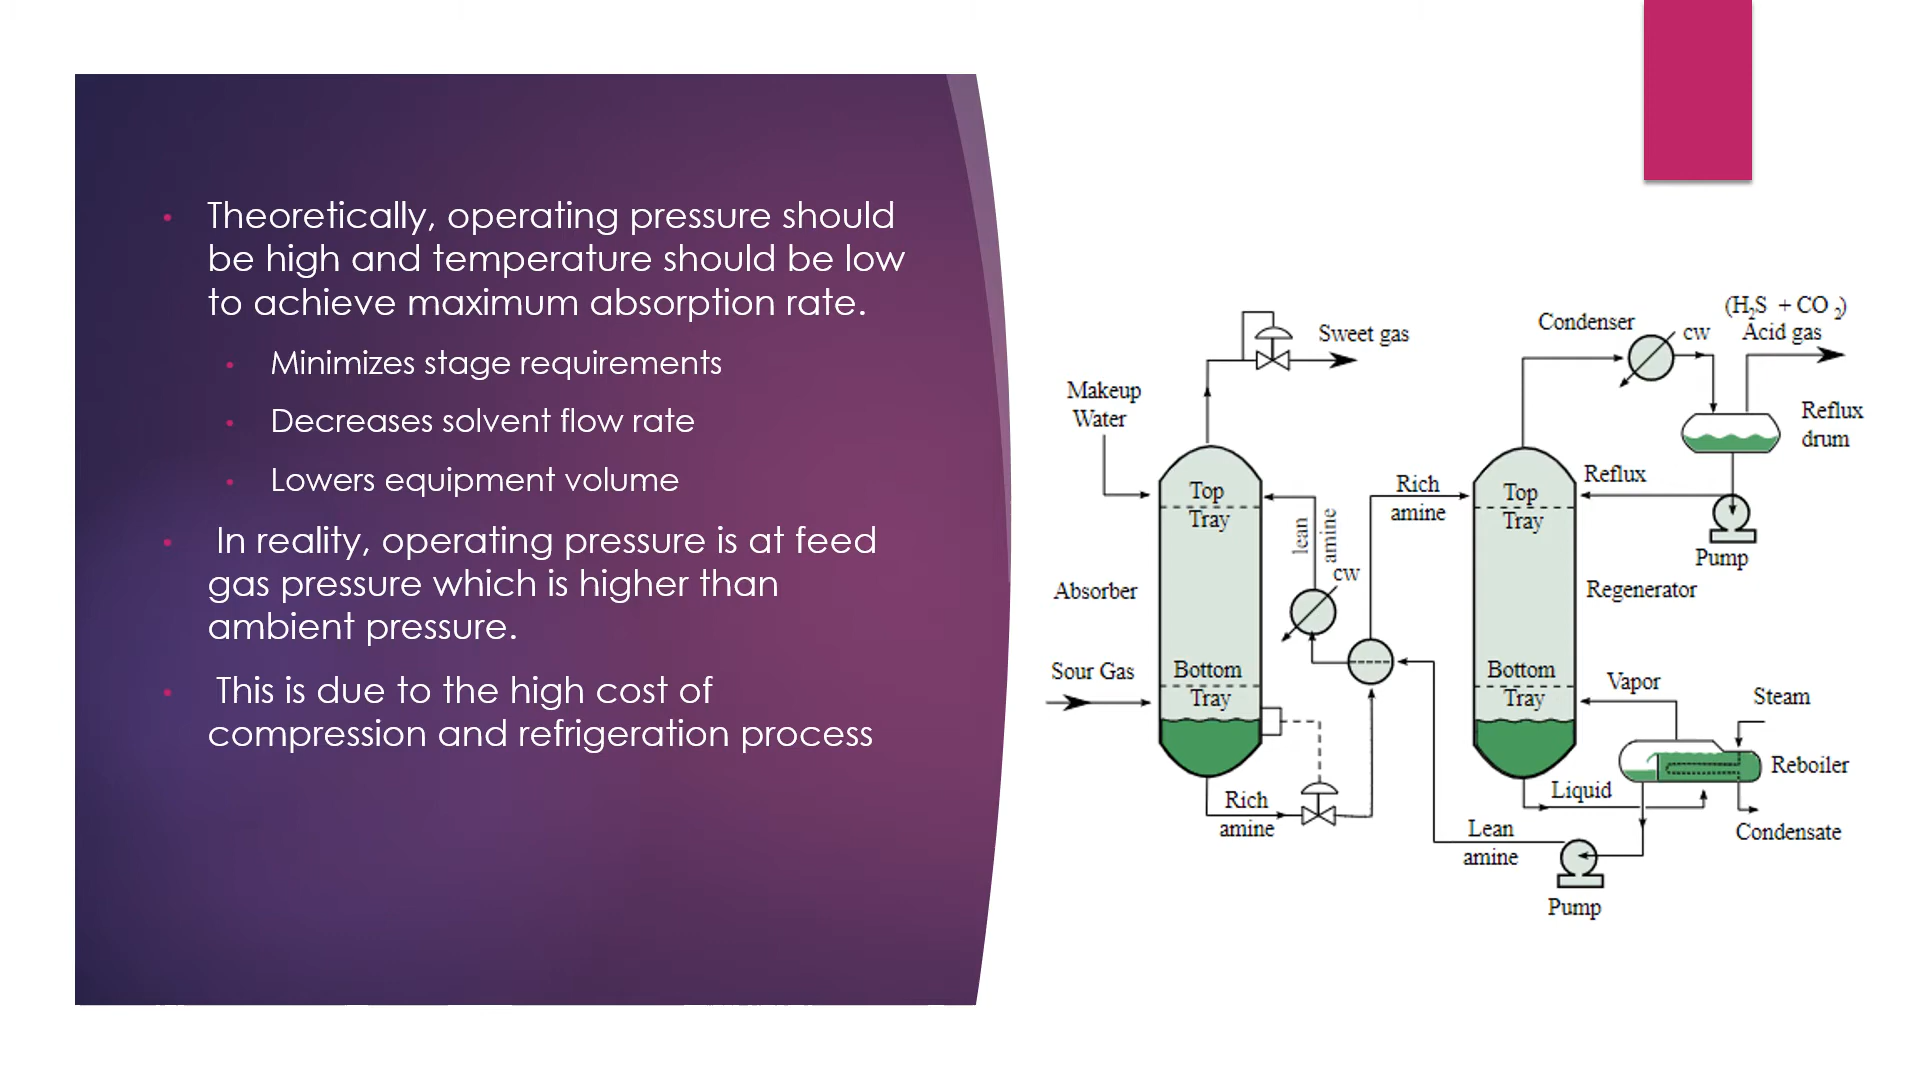 • Theoretically, operating pressure should
be high and temperature should be low
to achieve maximum absorption rate.
• Minimizes stage requirements
• Decreases solvent flow rate
• Lowers equipment volume
• In reality, operating pressure is at feed
gas pressure which is higher than
ambient pressure.
• This is due to the high cost of
compression and refrigeration process
Sweet gas
Makeup
Water
Top
Tray
lean
amine
cw
Absorber
Sour Gas
Bottom
Tray
Rich
amine
Rich
amine
Condenser
cw
(H2S + CO2)
Acid gas
Reflux
drum
Reflux
Top
Tray
Pump
Regenerator
Bottom
Tray
Vapor
Steam
Reboiler
Liquid
Condensate
Lean
amine
Pump